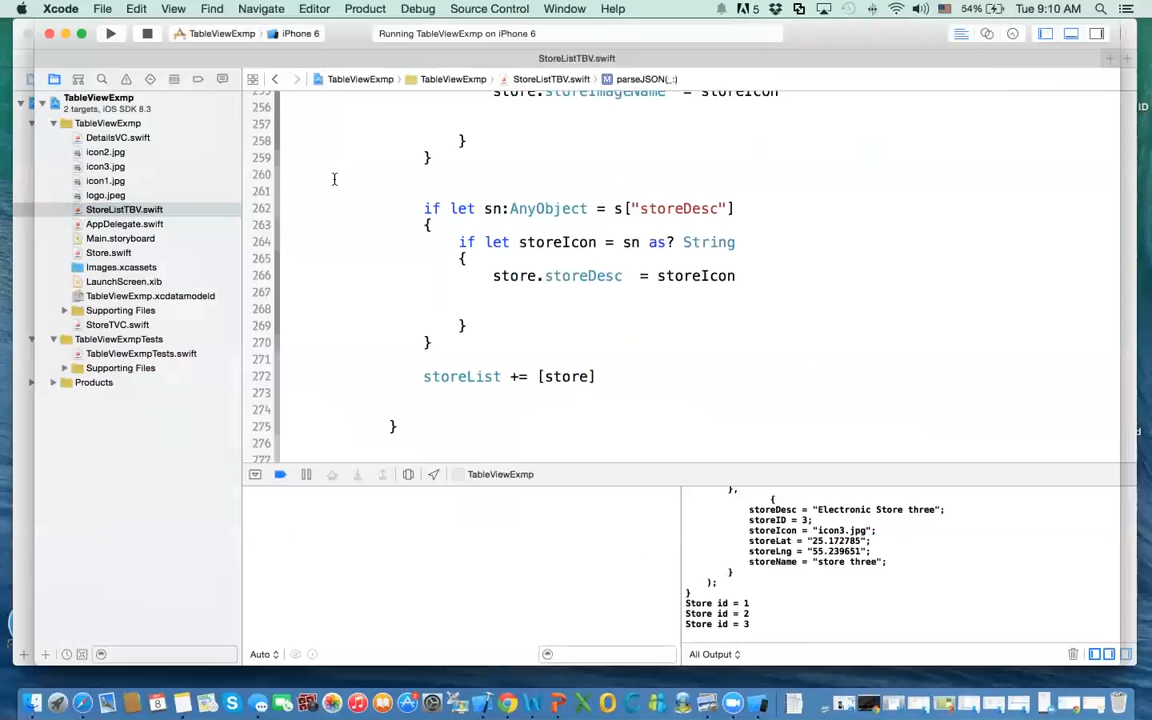 Xcode File Edit View Find Navigate Editor Product Debug Source Control Window Help 5 54% Tue 9:10 AM
TableViewExmp iPhone 6 Running TableViewExmp on iPhone 6
StoreListTBV.swift
TableViewExmp TableViewExmp StoreListTBV.swift M parseJSON(_:)
TableViewExmp
2 targets, iOS SDK 8.3
TableViewExmp
DetailsVC.swift
icon2.jpg
icon3.jpg
icon1.jpg
logo.jpeg
StoreListTBV.swift
AppDelegate.swift
Main.storyboard
Store.swift
Images.xcassets
LaunchScreen.xib
TableViewExmp.xcdatamodeld
Supporting Files
StoreTVC.swift
TableViewExmpTests
TableViewExmpTests.swift
Supporting Files
Products
255 store.storeImageName = storeIcon
256
257
258 }
259 }
260
261
262 if let sn:AnyObject = s["storeDesc"]
263 {
264 if let storeIcon = sn as? String
265 {
266 store.storeDesc = storeIcon
267
268
269 }
270 }
271
272 storeList += [store]
273
274
275 }
276
277
TableViewExmp
},
{
storeDesc = "Electronic Store three";
storeID = 3;
storeIcon = "icon3.jpg";
storeLat = "25.172785";
storeLng = "55.239651";
storeName = "store three";
}
);
}
Store id = 1
Store id = 2
Store id = 3
Auto
All Output
ID
d